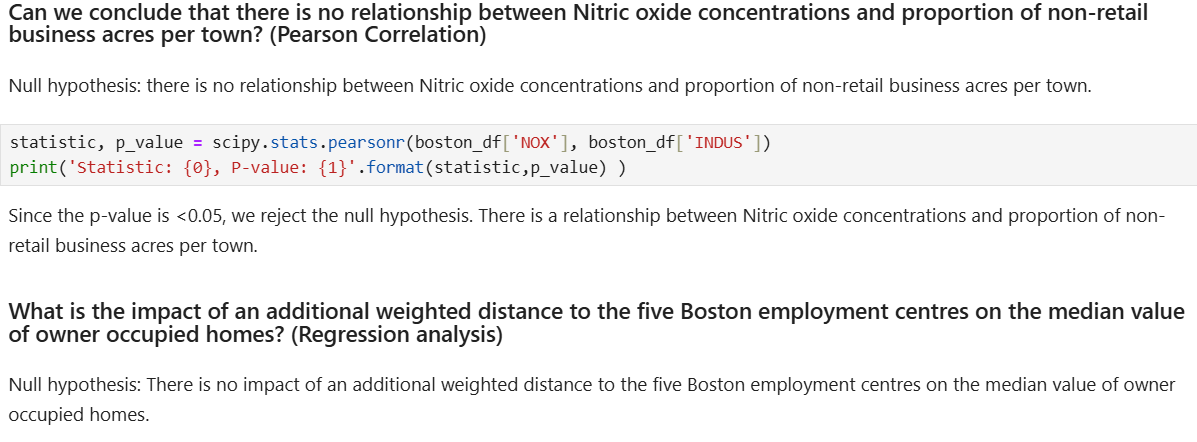 Can we conclude that there is no relationship between Nitric oxide concentrations and proportion of non-retail
business acres per town? (Pearson Correlation)
Null hypothesis: there is no relationship between Nitric oxide concentrations and proportion of non-retail business acres per town.
statistic, p_value = scipy.stats.pearsonr(boston_df['NOX'], boston_df['INDUS'])
print('Statistic: {0}, P-value: {1}'.format(statistic,p_value) )
Since the p-value is <0.05, we reject the null hypothesis. There is a relationship between Nitric oxide concentrations and proportion of non-
retail business acres per town.
What is the impact of an additional weighted distance to the five Boston employment centres on the median value
of owner occupied homes? (Regression analysis)
Null hypothesis: There is no impact of an additional weighted distance to the five Boston employment centres on the median value of owner
occupied homes.